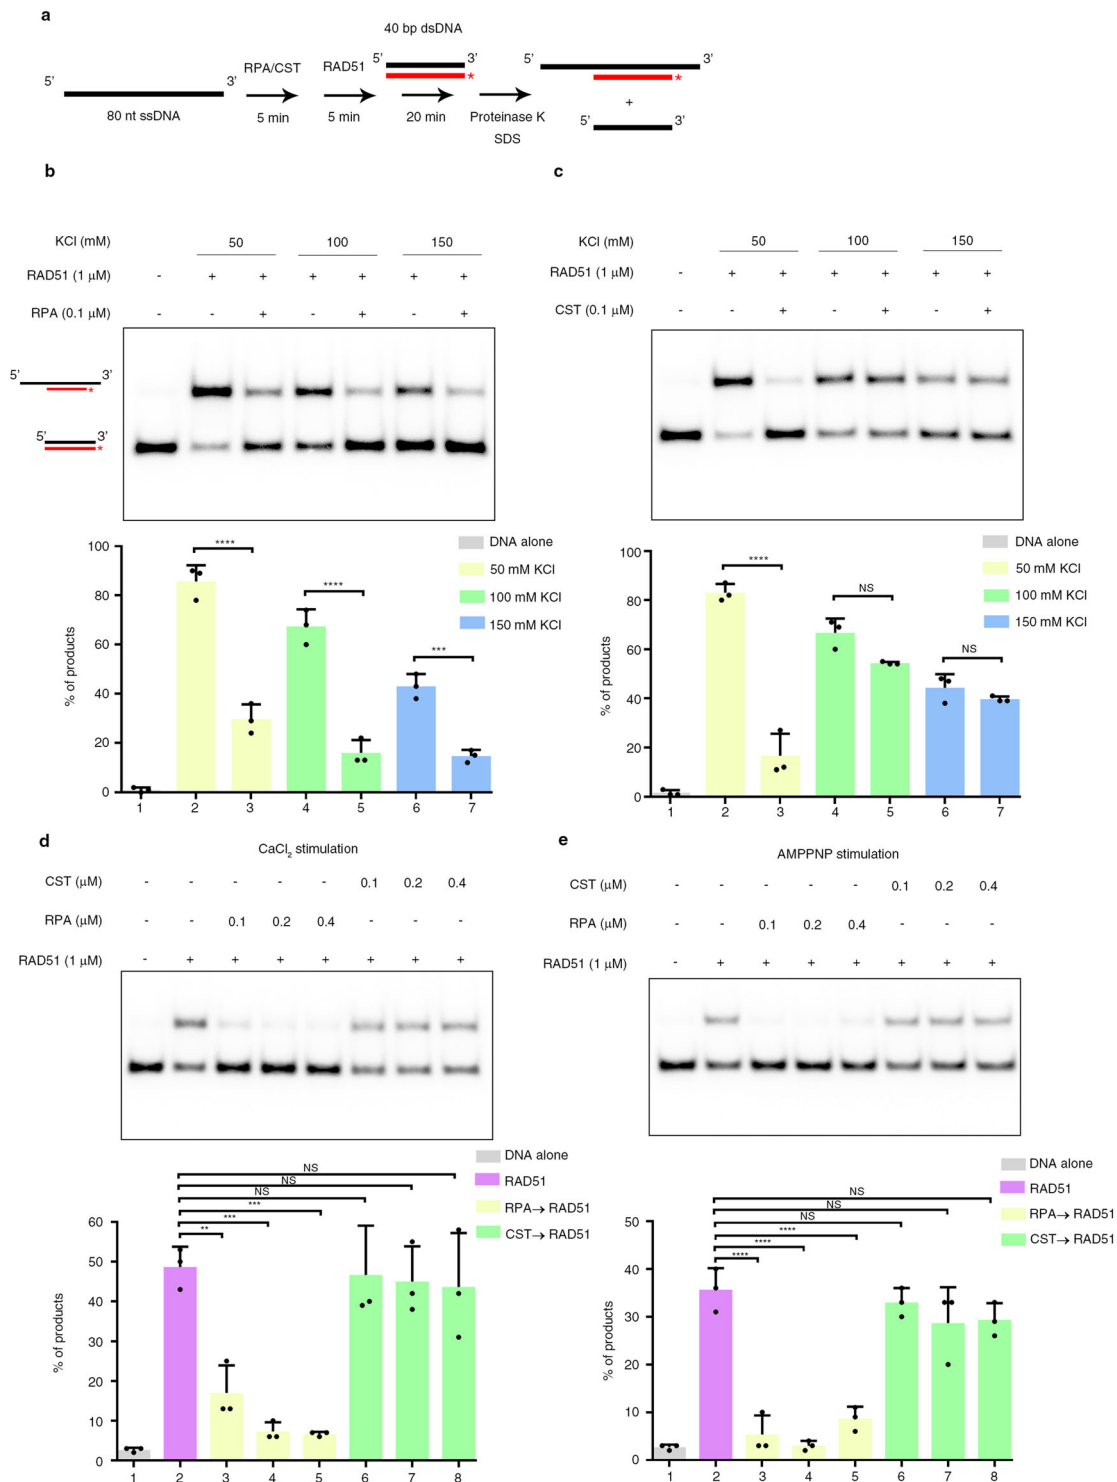 a
40 bp dsDNA
5’ 3’ RPA/CST RAD51 5’ 3’ * 5’ 3’ *
80 nt ssDNA 5 min 5 min 20 min Proteinase K +
SDS 5’ 3’
b
KCl (mM) 50 100 150
RAD51 (1 μM) - + + + + + +
RPA (0.1 μM) - - + - + - +
5’ 3’
*
5’ 3’
*
DNA alone
50 mM KCl
100 mM KCl
150 mM KCl
**** **** ***
% of products
100
80
60
40
20
0
1 2 3 4 5 6 7
c
KCl (mM) 50 100 150
RAD51 (1 μM) - + + + + + +
CST (0.1 μM) - - + - + - +
DNA alone
50 mM KCl
100 mM KCl
150 mM KCl
**** NS NS
% of products
100
80
60
40
20
0
1 2 3 4 5 6 7
d
CaCl2 stimulation
CST (μM) - - - - - 0.1 0.2 0.4
RPA (μM) - - 0.1 0.2 0.4 - - -
RAD51 (1 μM) - + + + + + + +
DNA alone
RAD51
RPA→ RAD51
CST→ RAD51
NS
NS
NS
***
***
**
% of products
60
50
40
30
20
10
0
1 2 3 4 5 6 7 8
e
AMPPNP stimulation
CST (μM) - - - - - 0.1 0.2 0.4
RPA (μM) - - 0.1 0.2 0.4 - - -
RAD51 (1 μM) - + + + + + + +
DNA alone
RAD51
RPA→ RAD51
CST→ RAD51
NS
NS
NS
****
****
****
% of products
50
40
30
20
10
0
1 2 3 4 5 6 7 8